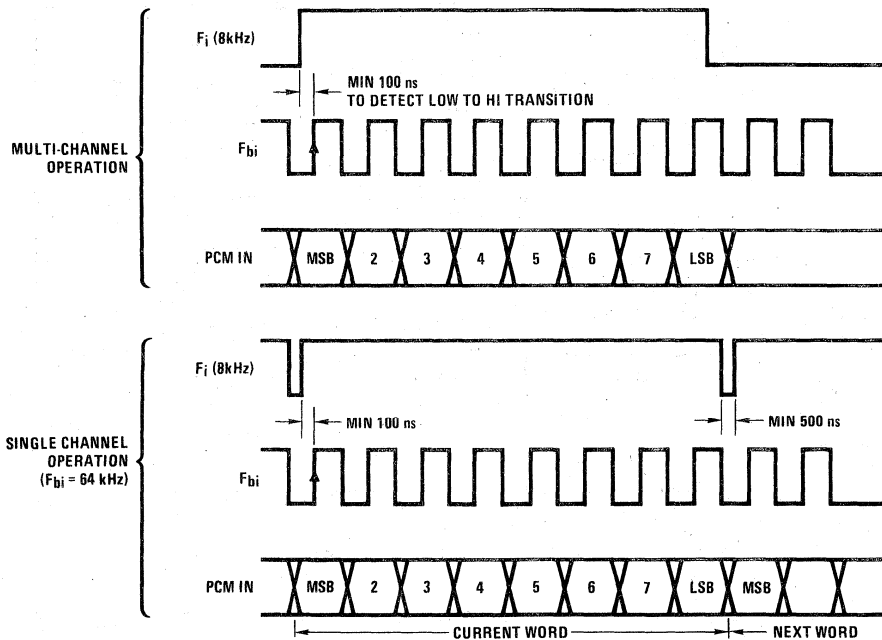 Fi (8kHz)
MIN 100 ns
TO DETECT LOW TO HI TRANSITION
MULTI-CHANNEL
OPERATION
Fbi
PCM IN
MSB 2 3 4 5 6 7 LSB
Fi (8kHz)
MIN 100 ns
MIN 500 ns
SINGLE CHANNEL
OPERATION
(Fbi = 64 kHz)
Fbi
PCM IN
MSB 2 3 4 5 6 7 LSB MSB
CURRENT WORD
NEXT WORD